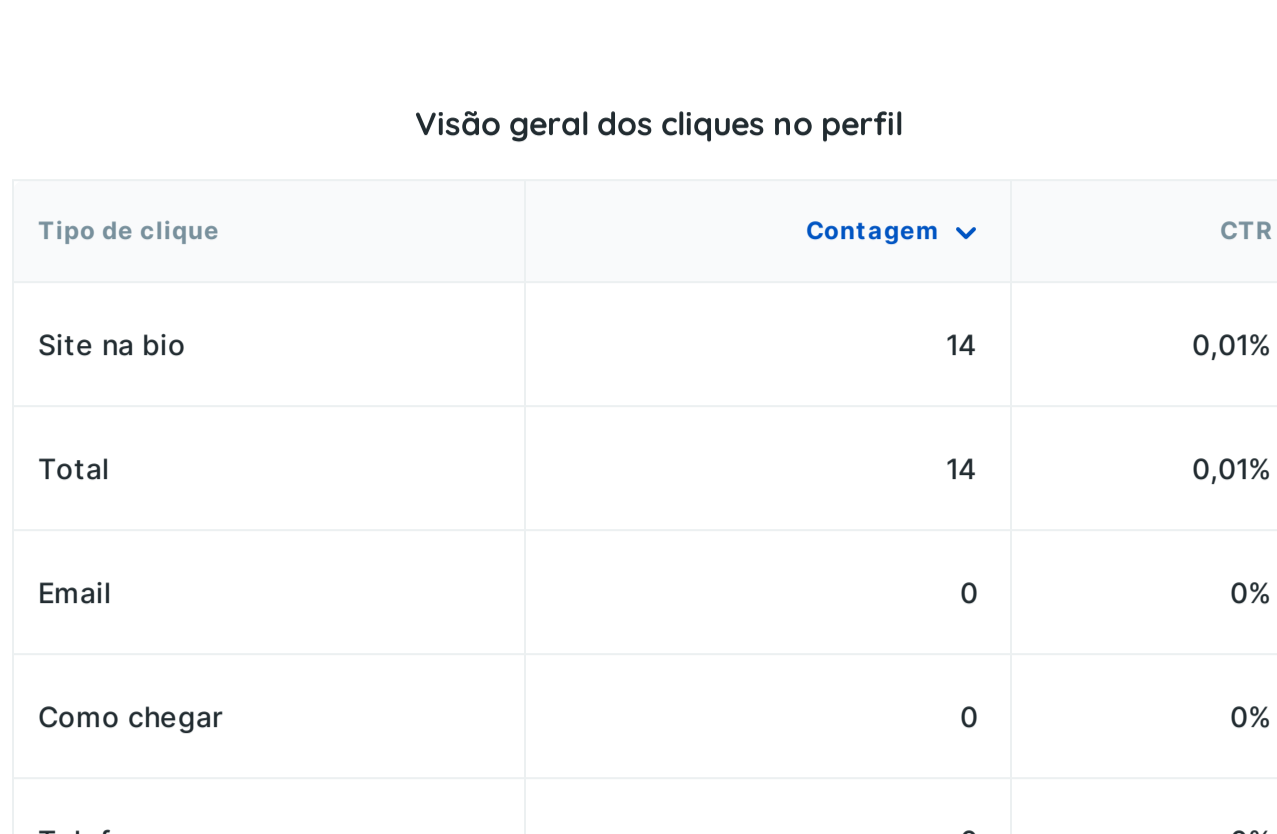 Visão geral dos cliques no perfil
Tipo de clique Contagem CTR
Site na bio 14 0,01%
Total 14 0,01%
Email 0 0%
Como chegar 0 0%